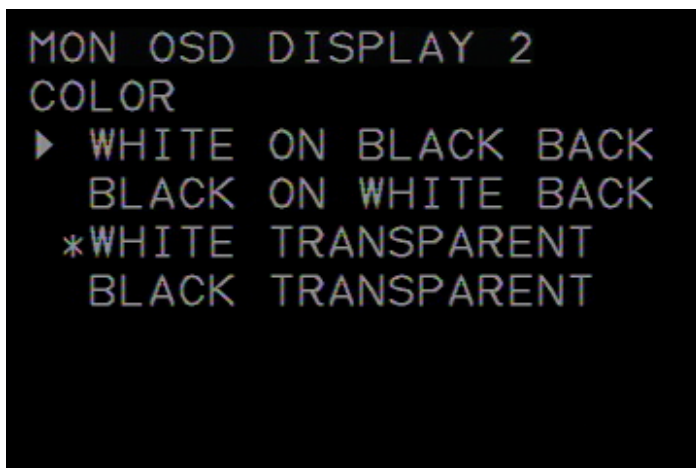 MON OSD DISPLAY 2
COLOR
▶ WHITE ON BLACK BACK
BLACK ON WHITE BACK
*WHITE TRANSPARENT
BLACK TRANSPARENT